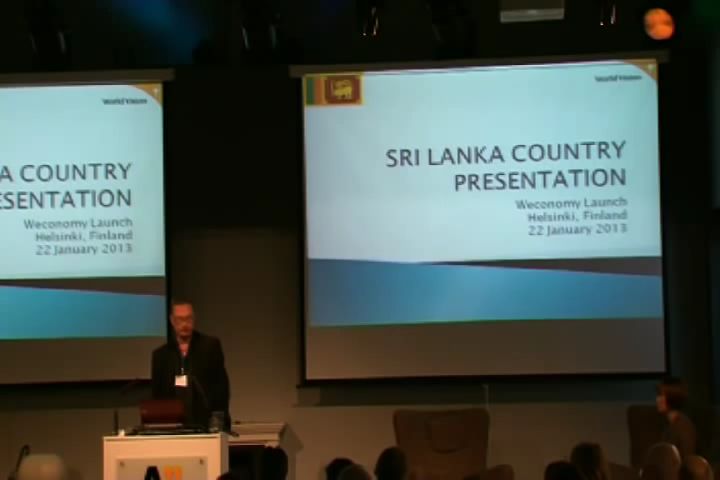 World Vision
A COUNTRY
ESENTATION
Weconomy Launch
Helsinki, Finland
22 January 2013
World Vision
SRI LANKA COUNTRY
PRESENTATION
Weconomy Launch
Helsinki, Finland
22 January 2013